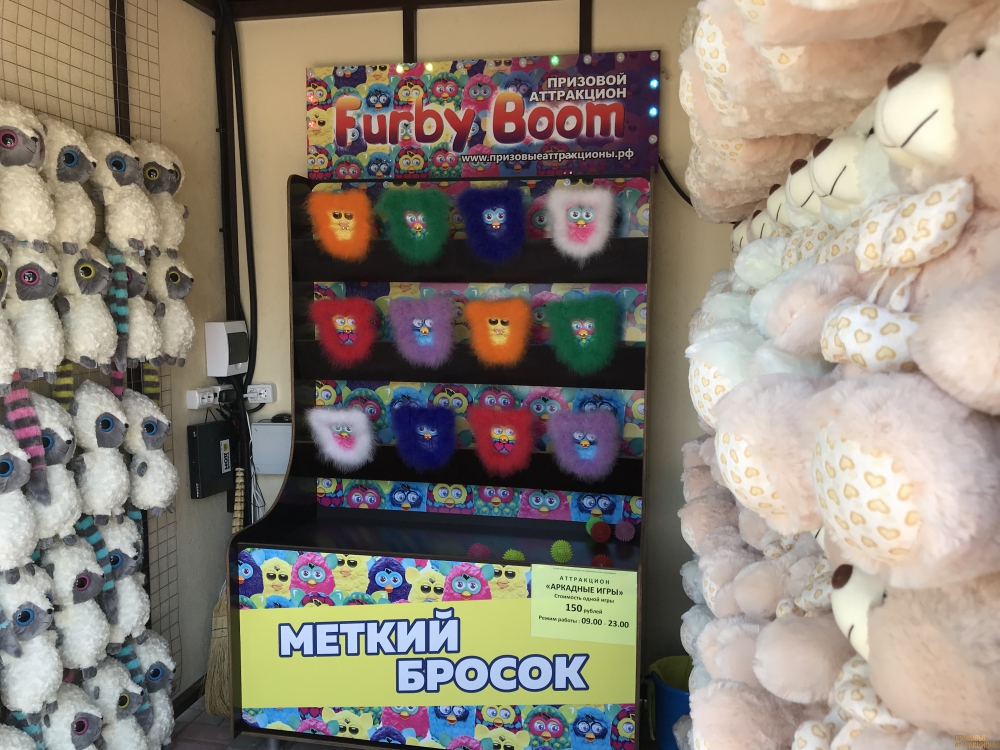 ПРИЗОВОЙ
АТТРАКЦИОН
Furby Boom
www.призовыеаттракционы.рф
АТТРАКЦИОН
«АРКАДНЫЕ ИГРЫ»
Стоимость одной игры
150 рублей
Режим работы : 09.00 - 23.00
МЕТКИЙ
БРОСОК